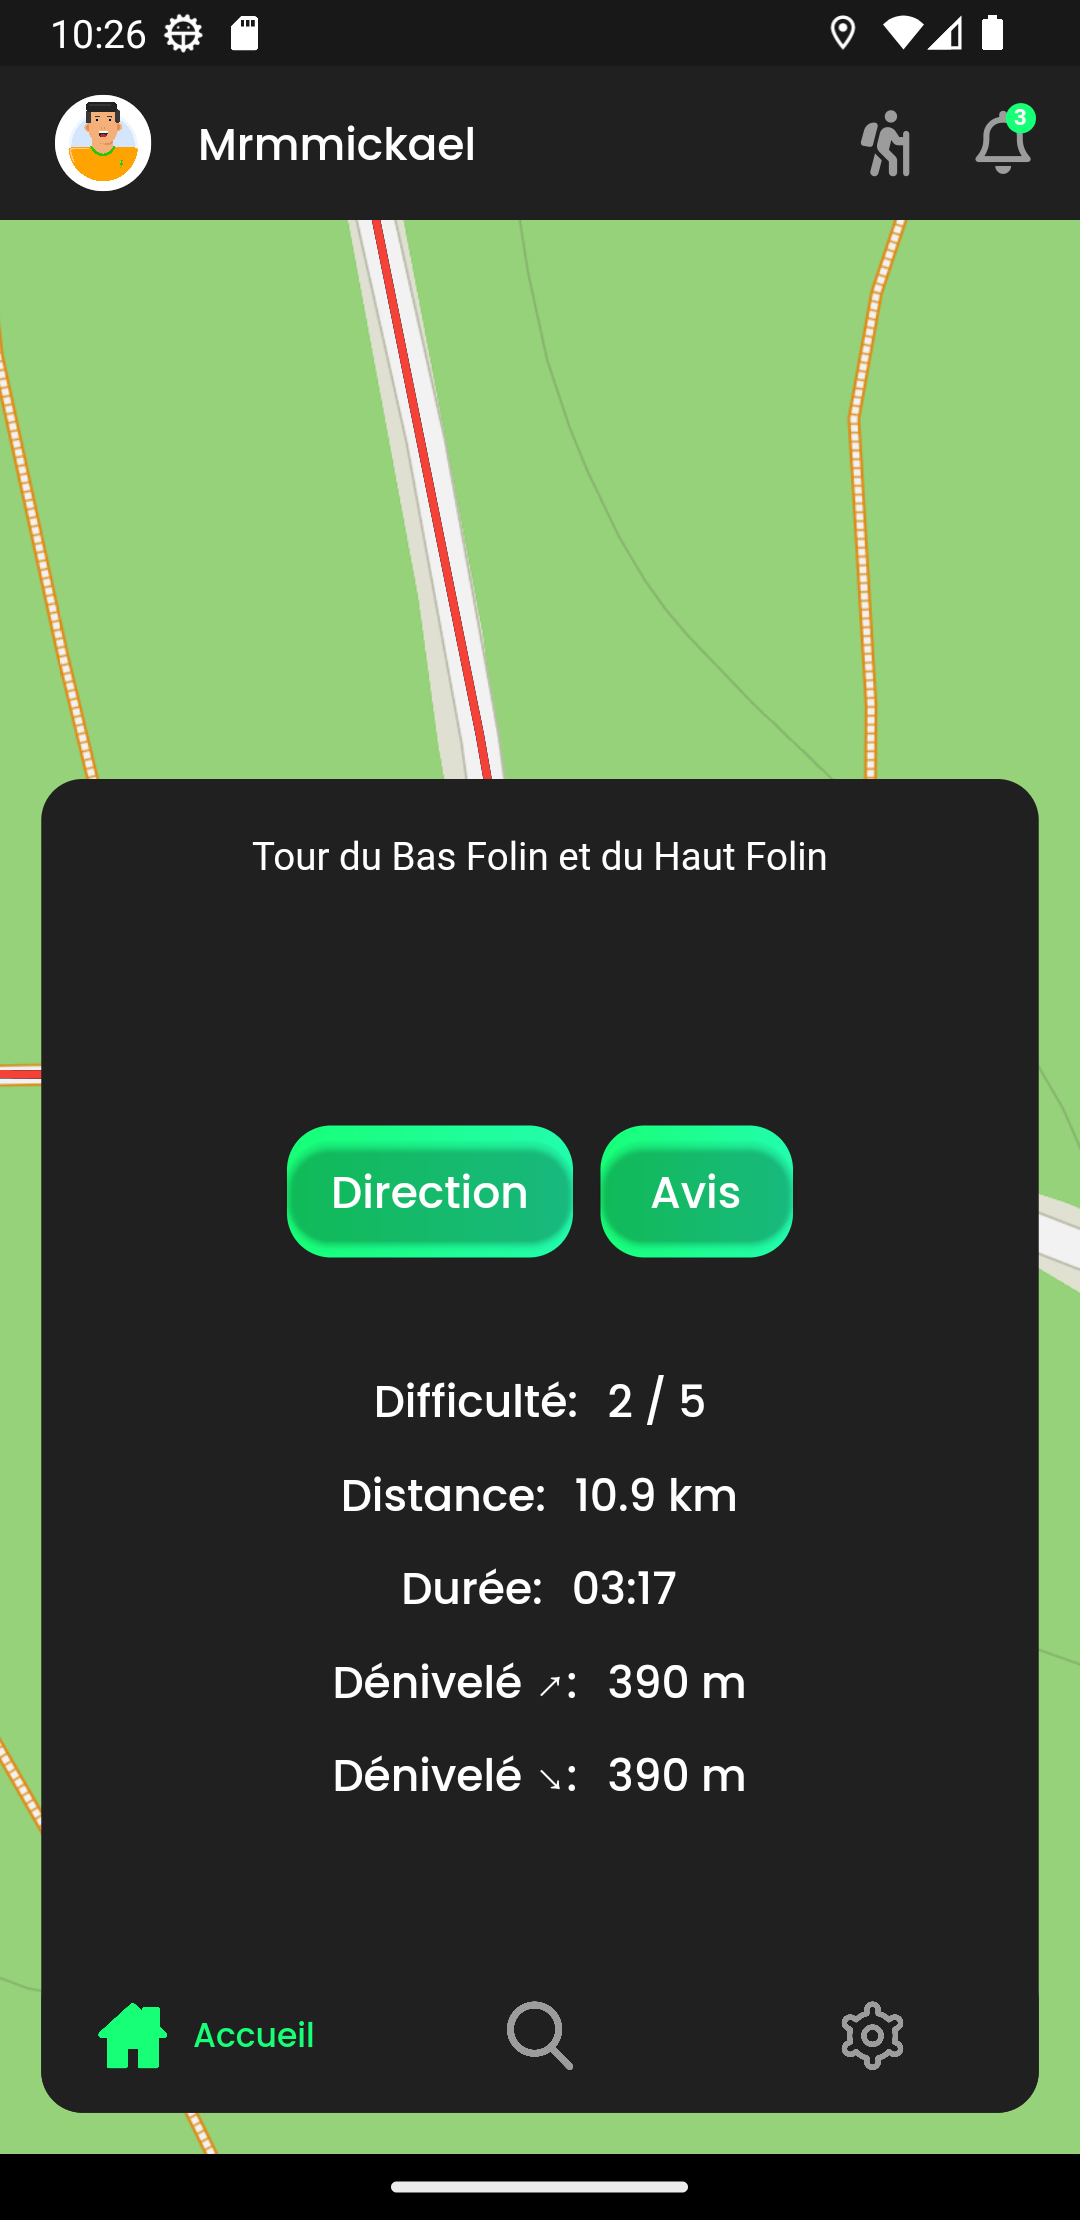 10:26
Mrmmickael
3
Tour du Bas Folin et du Haut Folin
Direction
Avis
Difficulté: 2 / 5
Distance: 10.9 km
Durée: 03:17
Dénivelé ↗: 390 m
Dénivelé ↘: 390 m
Accueil